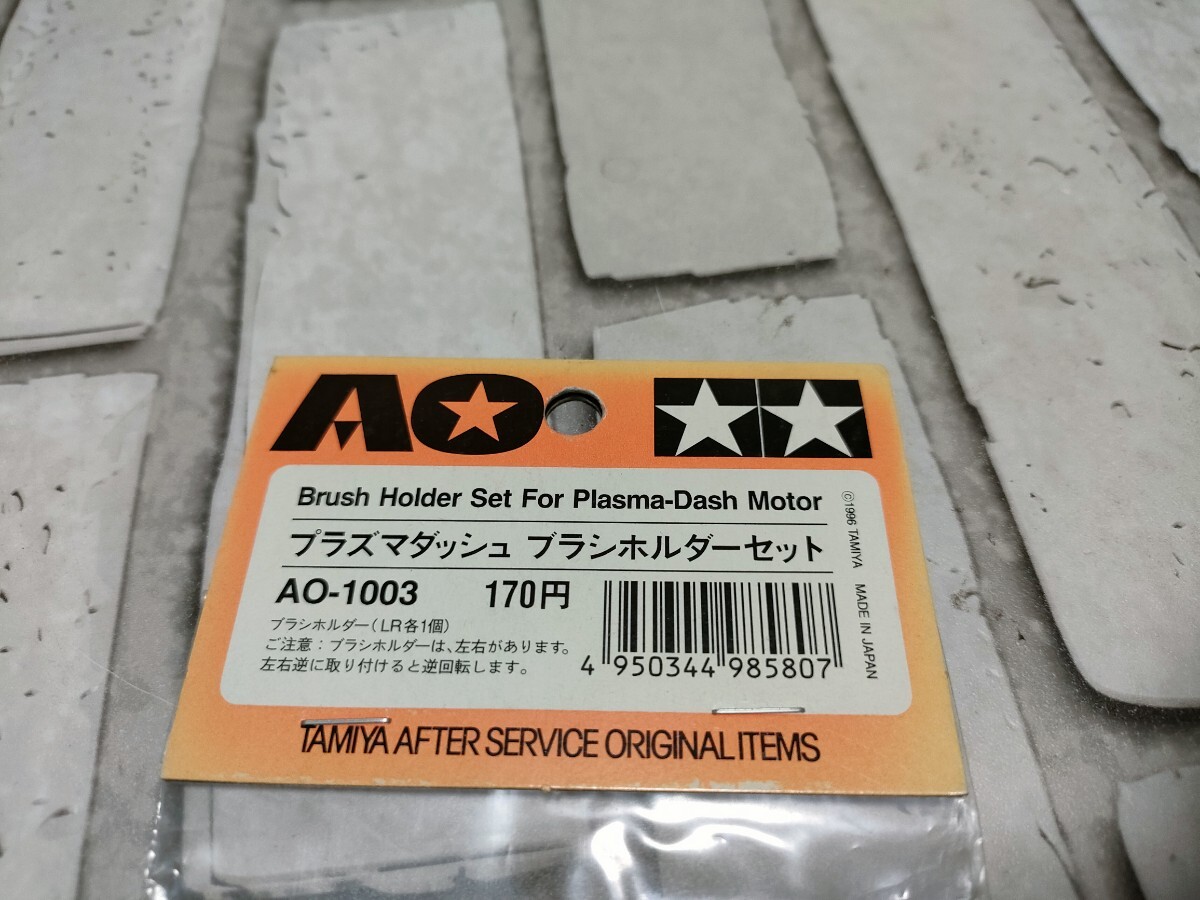 AO
Brush Holder Set For Plasma-Dash Motor
プラズマダッシュ ブラシホルダーセット
AO-1003 170円
ブラシホルダー(LR各1個)
ご注意：ブラシホルダーは、左右があります。
左右逆に取り付けると逆回転します。
4 950344 985807
©1996 TAMIYA MADE IN JAPAN
TAMIYA AFTER SERVICE ORIGINAL ITEMS